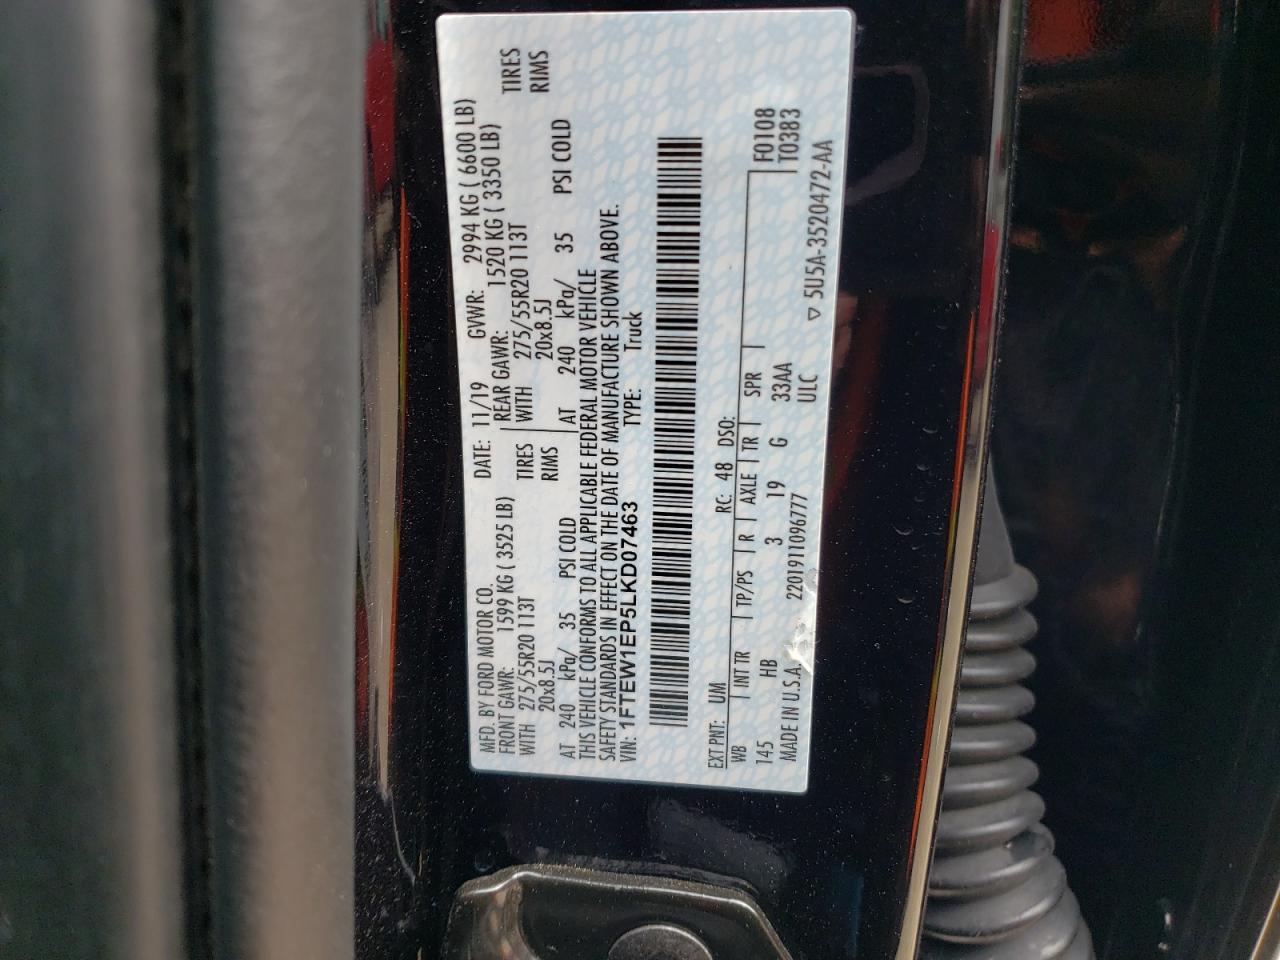 MFD. BY FORD MOTOR CO. DATE: 11/19 GVWR: 2994 KG ( 6600 LB)
FRONT GAWR: 1599 KG ( 3525 LB) REAR GAWR: 1520 KG ( 3350 LB)
WITH 275/55R20 113T TIRES WITH 275/55R20 113T TIRES
20x8.5J RIMS 20x8.5J RIMS
AT 240 kPa/ 35 PSI COLD AT 240 kPa/ 35 PSI COLD
THIS VEHICLE CONFORMS TO ALL APPLICABLE FEDERAL MOTOR VEHICLE
SAFETY STANDARDS IN EFFECT ON THE DATE OF MANUFACTURE SHOWN ABOVE.
VIN: 1FTEW1EP5LKD07463 TYPE: Truck
EXT PNT: UM RC: 48 DSO:
WB INT TR TP/PS R AXLE TR SPR F0108
145 HB 3 19 G 33AA T0383
MADE IN U.S.A. 2201911096777 ULC
▽ 5U5A-3520472-AA